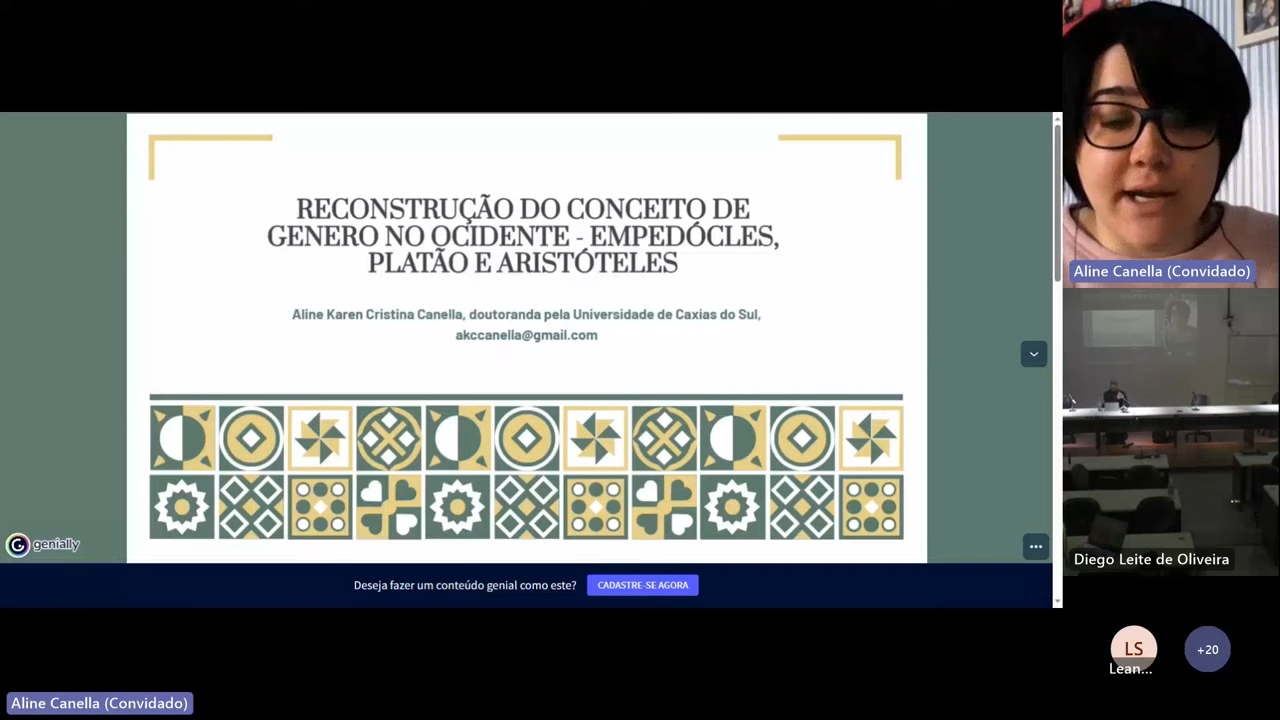 RECONSTRUÇÃO DO CONCEITO DE
GENERO NO OCIDENTE - EMPEDÓCLES,
PLATÃO E ARISTÓTELES
Aline Karen Cristina Canella, doutoranda pela Universidade de Caxias do Sul,
akccanella@gmail.com
genially
Deseja fazer um conteúdo genial como este?
CADASTRE-SE AGORA
Aline Canella (Convidado)
Aline Canella (Convidado)
Diego Leite de Oliveira
LS
Lean...
+20